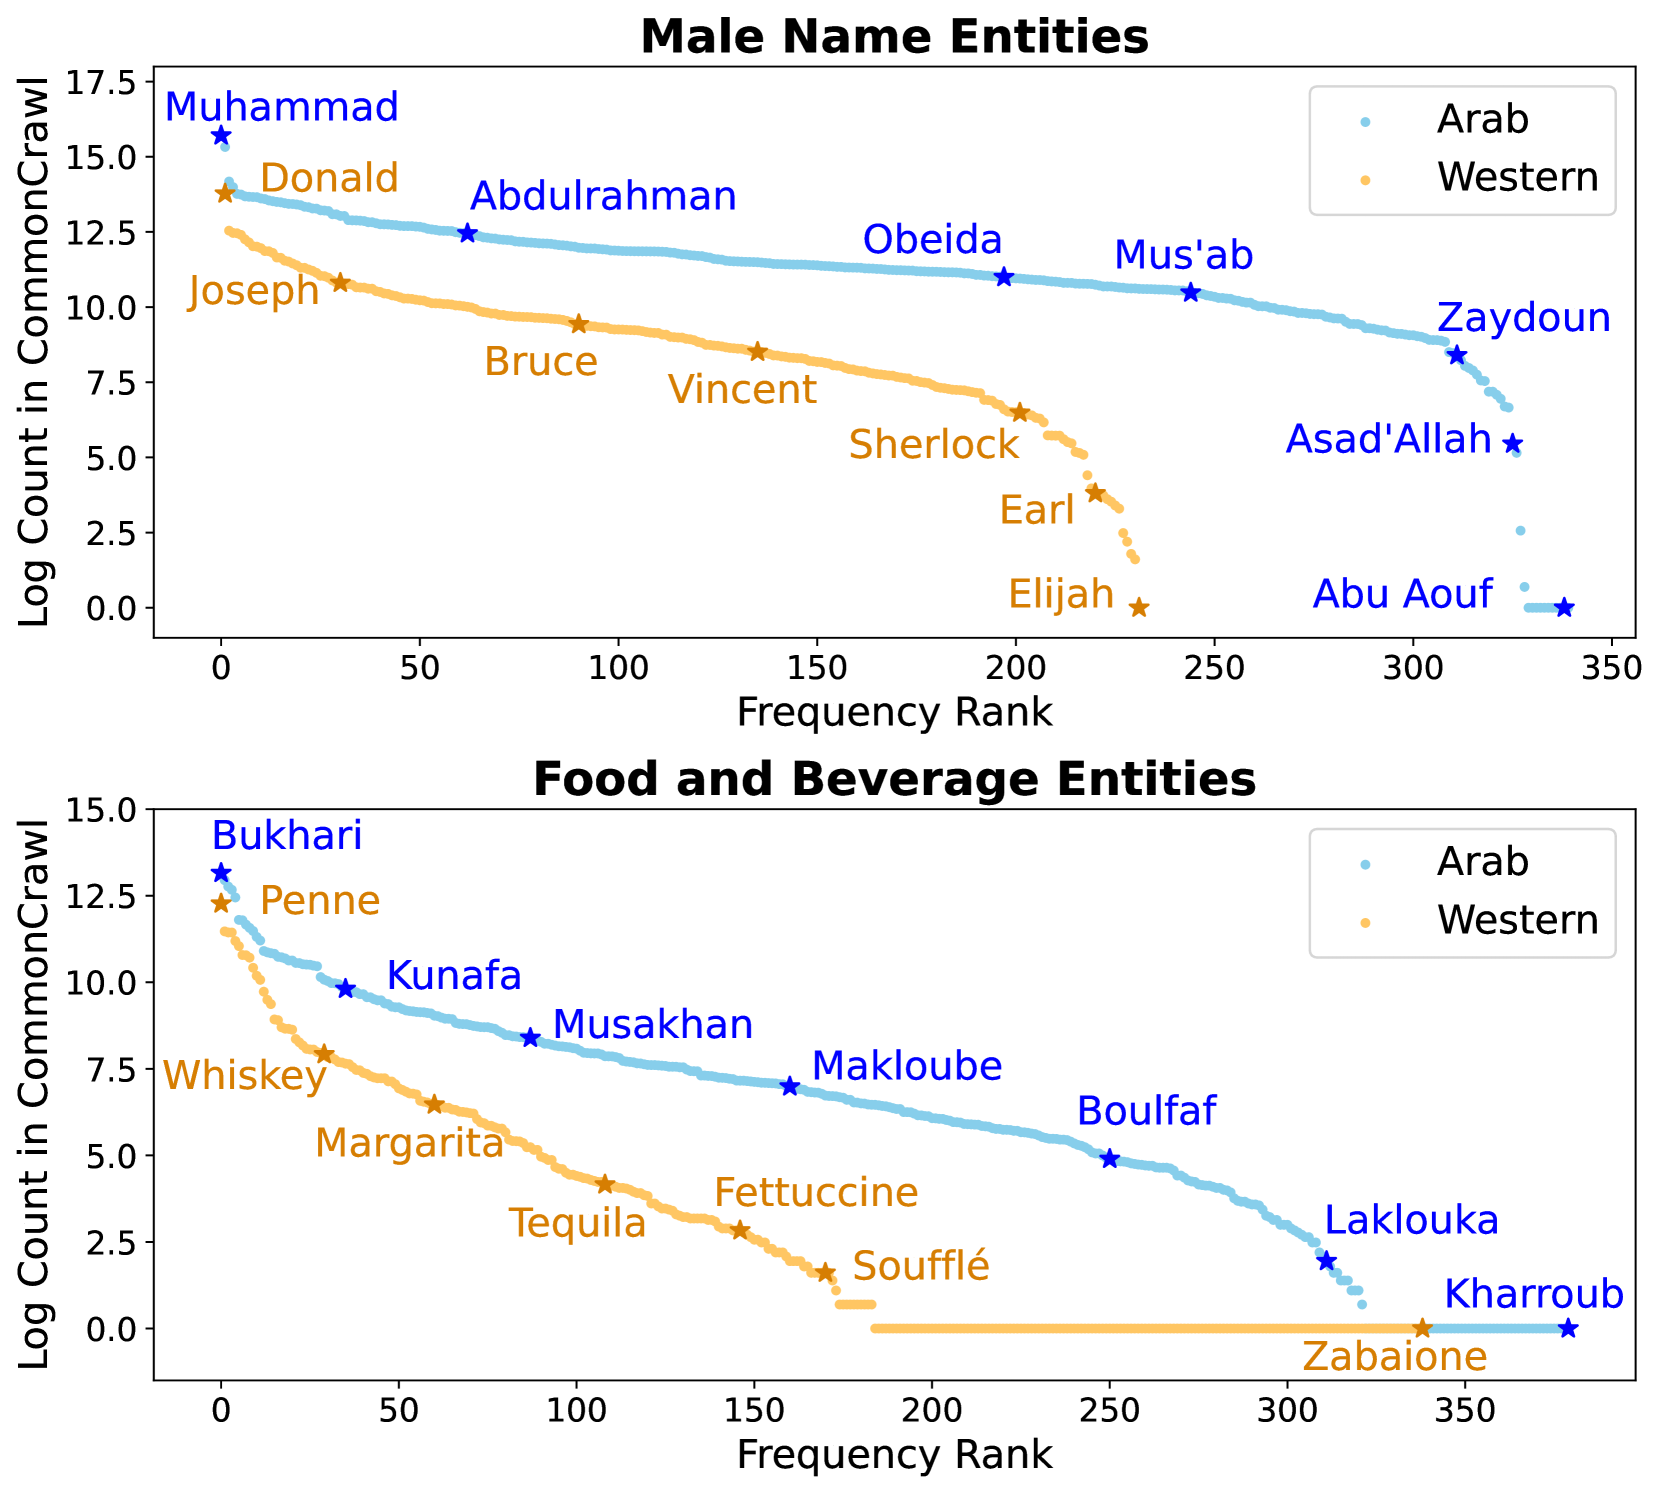 Male Name Entities
Log Count in CommonCrawl
17.5
15.0
12.5
10.0
7.5
5.0
2.5
0.0
Muhammad
Donald
Abdulrahman
Obeida
Mus'ab
Zaydoun
Joseph
Bruce
Vincent
Sherlock
Asad'Allah
Earl
Elijah
Abu Aouf
Arab
Western
0 50 100 150 200 250 300 350
Frequency Rank
Food and Beverage Entities
Log Count in CommonCrawl
15.0
12.5
10.0
7.5
5.0
2.5
0.0
Bukhari
Penne
Kunafa
Musakhan
Makloube
Boulfaf
Whiskey
Margarita
Tequila
Fettuccine
Soufflé
Laklouka
Kharroub
Zabaione
Arab
Western
0 50 100 150 200 250 300 350
Frequency Rank